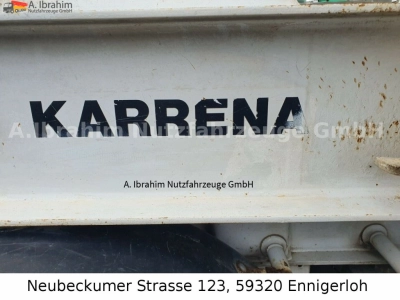 A. Ibrahim
Nutzfahrzeuge GmbH
KARRENA
A. Ibrahim Nutzfahrzeuge GmbH
A. Ibrahim Nutzfahrzeuge GmbH
Neubeckumer Strasse 123, 59320 Ennigerloh